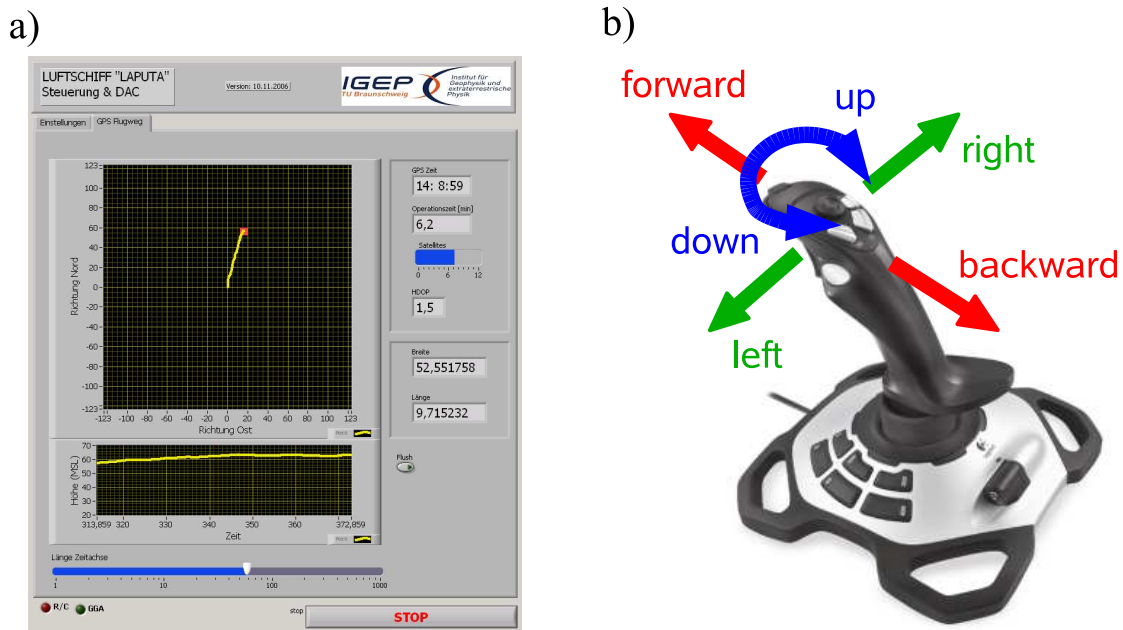 a)
b)
LUFTSCHIFF "LAPUTA"
Steuerung & DAC
Version: 10.11.2006
IGEP
TU Braunschweig
Institut für
Geophysik und
extraterrestrische
Physik
Einstellungen
GPS Flugweg
123
100
80
60
40
20
0
-20
-40
-60
-80
-100
-123
Richtung Nord
-123 -100 -80 -60 -40 -20 0 20 40 60 80 100 123
Richtung Ost
GPS Zeit
14: 8:59
Operationszeit [min]
6,2
Satellites
0 6 12
HDOP
1,5
Breite
52,551758
Länge
9,715232
Flush
70
60
50
40
30
20
Höhe (MSL)
313,859 320 330 340 350 360 372,859
Zeit
Länge Zeitachse
1 10 100 1000
R/C
GGA
stop
STOP
forward
up
right
down
backward
left